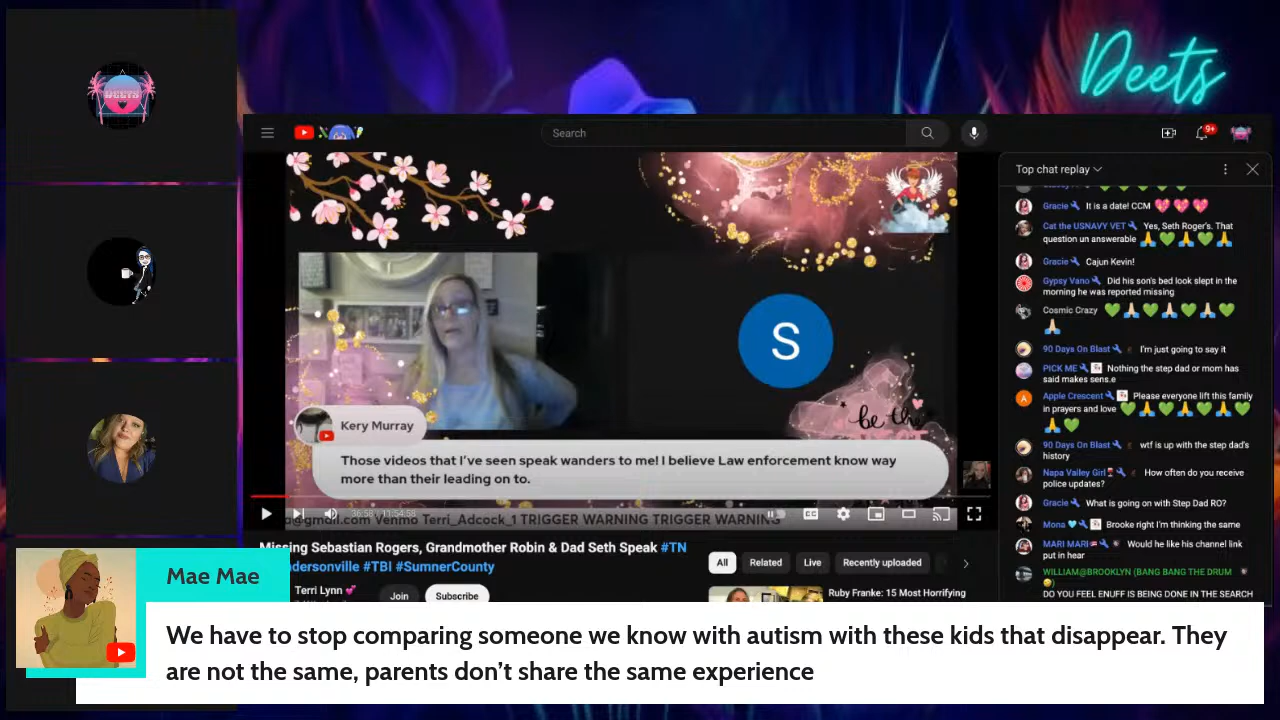 Deets
Search
9+
Top chat replay
Gracie It is a date! CCM 💖💖💖
Cat the USNAVY VET Yes, Seth Roger's. That
question un answerable 🙏💚🙏💚🙏
Gracie Cajun Kevin!
Gypsy Vano Did his son's bed look slept in the
morning he was reported missing
Cosmic Crazy 💚🙏💚🙏💚🙏💚
🙏
90 Days On Blast I'm just going to say it
PICK ME Nothing the step dad or mom has
said makes sens.e
Apple Crescent Please everyone lift this family
in prayers and love 💚🙏💚🙏💚🙏💚
🙏💚
90 Days On Blast wtf is up with the step dad's
history
Napa Valley Girl How often do you receive
police updates?
Gracie What is going on with Step Dad RO?
Mona Brooke right I'm thinking the same
MARI MARI Would he like his channel link
put in hear
WILLIAM@BROOKLYN (BANG BANG THE DRUM
DO YOU FEEL ENUFF IS BEING DONE IN THE SEARCH
S
be the
Kery Murray
Those videos that I've seen speak wanders to me! I believe Law enforcement know way
more than their leading on to.
36:58 / 1:54:58
@gmail.com Venmo Terri_Adcock_1 TRIGGER WARNING TRIGGER WARNING
Missing Sebastian Rogers, Grandmother Robin & Dad Seth Speak #TN
#TBI #SumnerCounty
Terri Lynn 💕
Join
Subscribe
All
Related
Live
Recently uploaded
Ruby Franke: 15 Most Horrifying
Mae Mae
We have to stop comparing someone we know with autism with these kids that disappear. They
are not the same, parents don't share the same experience